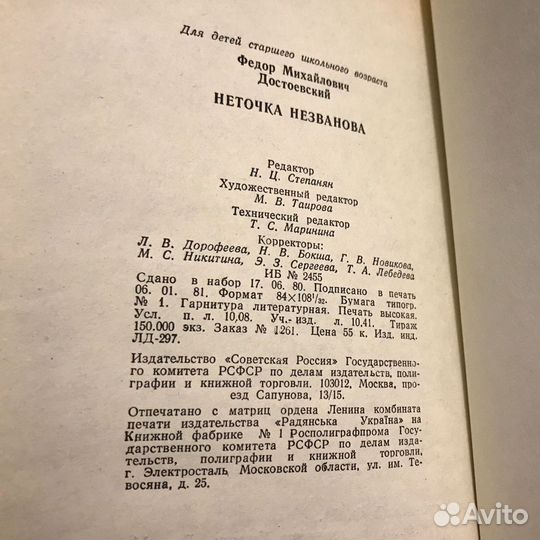 Для детей старшего школьного возраста
Федор Михайлович
Достоевский
НЕТОЧКА НЕЗВАНОВА
Редактор
Н. Ц. Степанян
Художественный редактор
М. В. Таирова
Технический редактор
Т. С. Маринина
Корректоры:
Л. В. Дорофеева, Н. В. Бокша, Г. В. Новикова,
М. С. Никитина, Э. З. Сергеева, Т. А. Лебедева
ИБ № 2455
Сдано в набор 17. 06. 80. Подписано в печать
06. 01. 81. Формат 84×108¹/₃₂. Бумага типогр.
№ 1. Гарнитура литературная. Печать высокая.
Усл. п. л. 10,08. Уч.-изд. л. 10,41. Тираж
150.000 экз. Заказ № 1261. Цена 55 к. Изд. инд.
ЛД-297.
Издательство «Советская Россия» Государственно-
го комитета РСФСР по делам издательств, поли-
графии и книжной торговли. 103012, Москва, про-
езд Сапунова, 13/15.
Отпечатано с матриц ордена Ленина комбината
печати издательства «Радянська Україна» на
Книжной фабрике № 1 Росполиграфпрома Госу-
дарственного комитета РСФСР по делам изда-
тельств, полиграфии и книжной торговли,
г. Электросталь, Московской области, ул. им. Те-
восяна, д. 25.
Avito